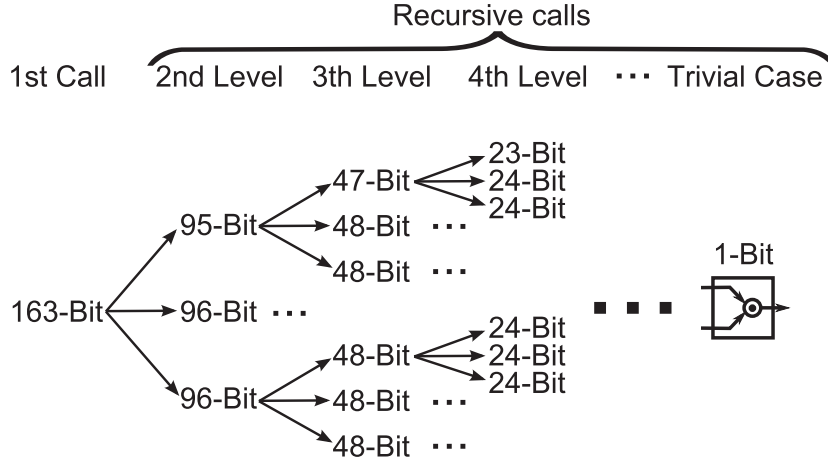 Recursive calls
1st Call 2nd Level 3th Level 4th Level ··· Trivial Case
23-Bit
47-Bit 24-Bit
24-Bit
95-Bit 48-Bit ···
48-Bit ···
1-Bit
163-Bit 96-Bit ···
24-Bit
48-Bit 24-Bit
24-Bit
96-Bit 48-Bit ···
48-Bit ···